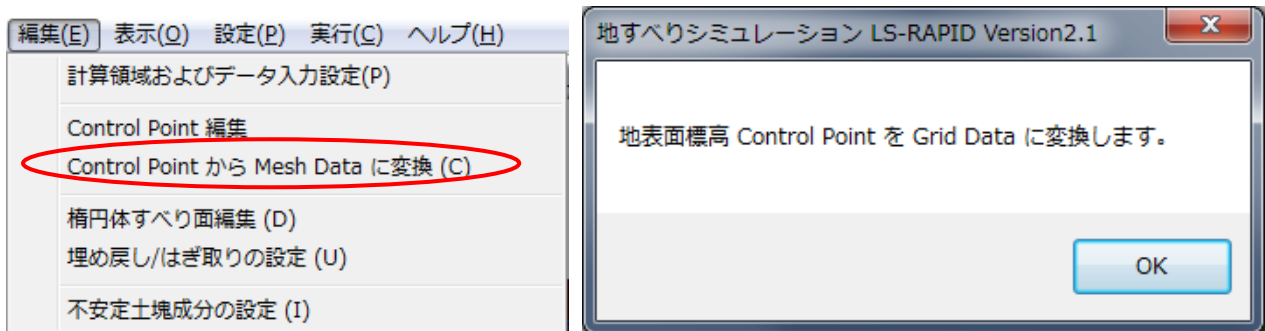 編集(E) 表示(O) 設定(P) 実行(C) ヘルプ(H)
計算領域およびデータ入力設定(P)
Control Point 編集
Control Point から Mesh Data に変換 (C)
楕円体すべり面編集 (D)
埋め戻し/はぎ取りの設定 (U)
不安定土塊成分の設定 (I)
地すべりシミュレーション LS-RAPID Version2.1
地表面標高 Control Point を Grid Data に変換します。
OK